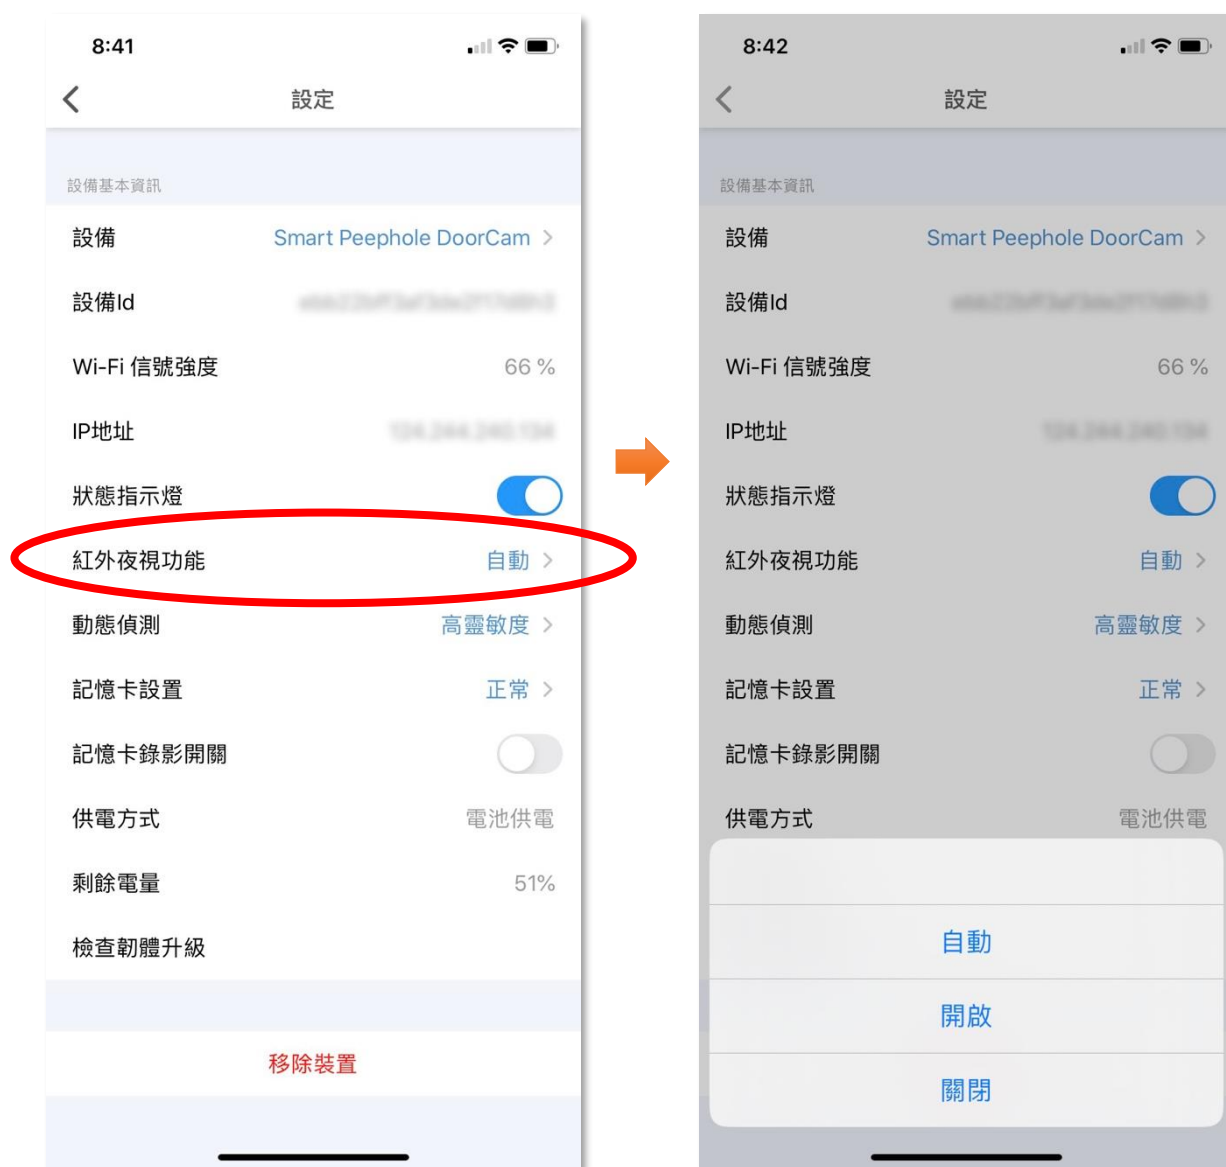 8:41
設定
設備基本資訊
設備 Smart Peephole DoorCam
設備Id
Wi-Fi 信號強度 66 %
IP地址
狀態指示燈
紅外夜視功能 自動
動態偵測 高靈敏度
記憶卡設置 正常
記憶卡錄影開關
供電方式 電池供電
剩餘電量 51%
檢查韌體升級
移除裝置
8:42
設定
設備基本資訊
設備 Smart Peephole DoorCam
設備Id
Wi-Fi 信號強度 66 %
IP地址
狀態指示燈
紅外夜視功能 自動
動態偵測 高靈敏度
記憶卡設置 正常
記憶卡錄影開關
供電方式 電池供電
自動
開啟
關閉